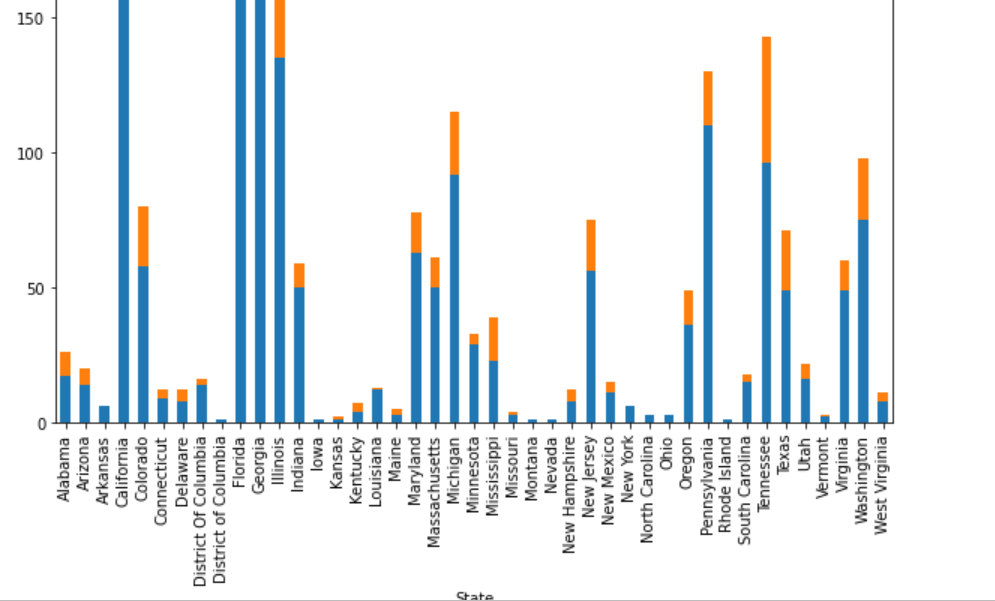 150
100
50
0
Alabama
Arizona
Arkansas
California
Colorado
Connecticut
Delaware
District Of Columbia
District of Columbia
Florida
Georgia
Illinois
Indiana
Iowa
Kansas
Kentucky
Louisiana
Maine
Maryland
Massachusetts
Michigan
Minnesota
Mississippi
Missouri
Montana
Nevada
New Hampshire
New Jersey
New Mexico
New York
North Carolina
Ohio
Oregon
Pennsylvania
Rhode Island
South Carolina
Tennessee
Texas
Utah
Vermont
Virginia
Washington
West Virginia
State